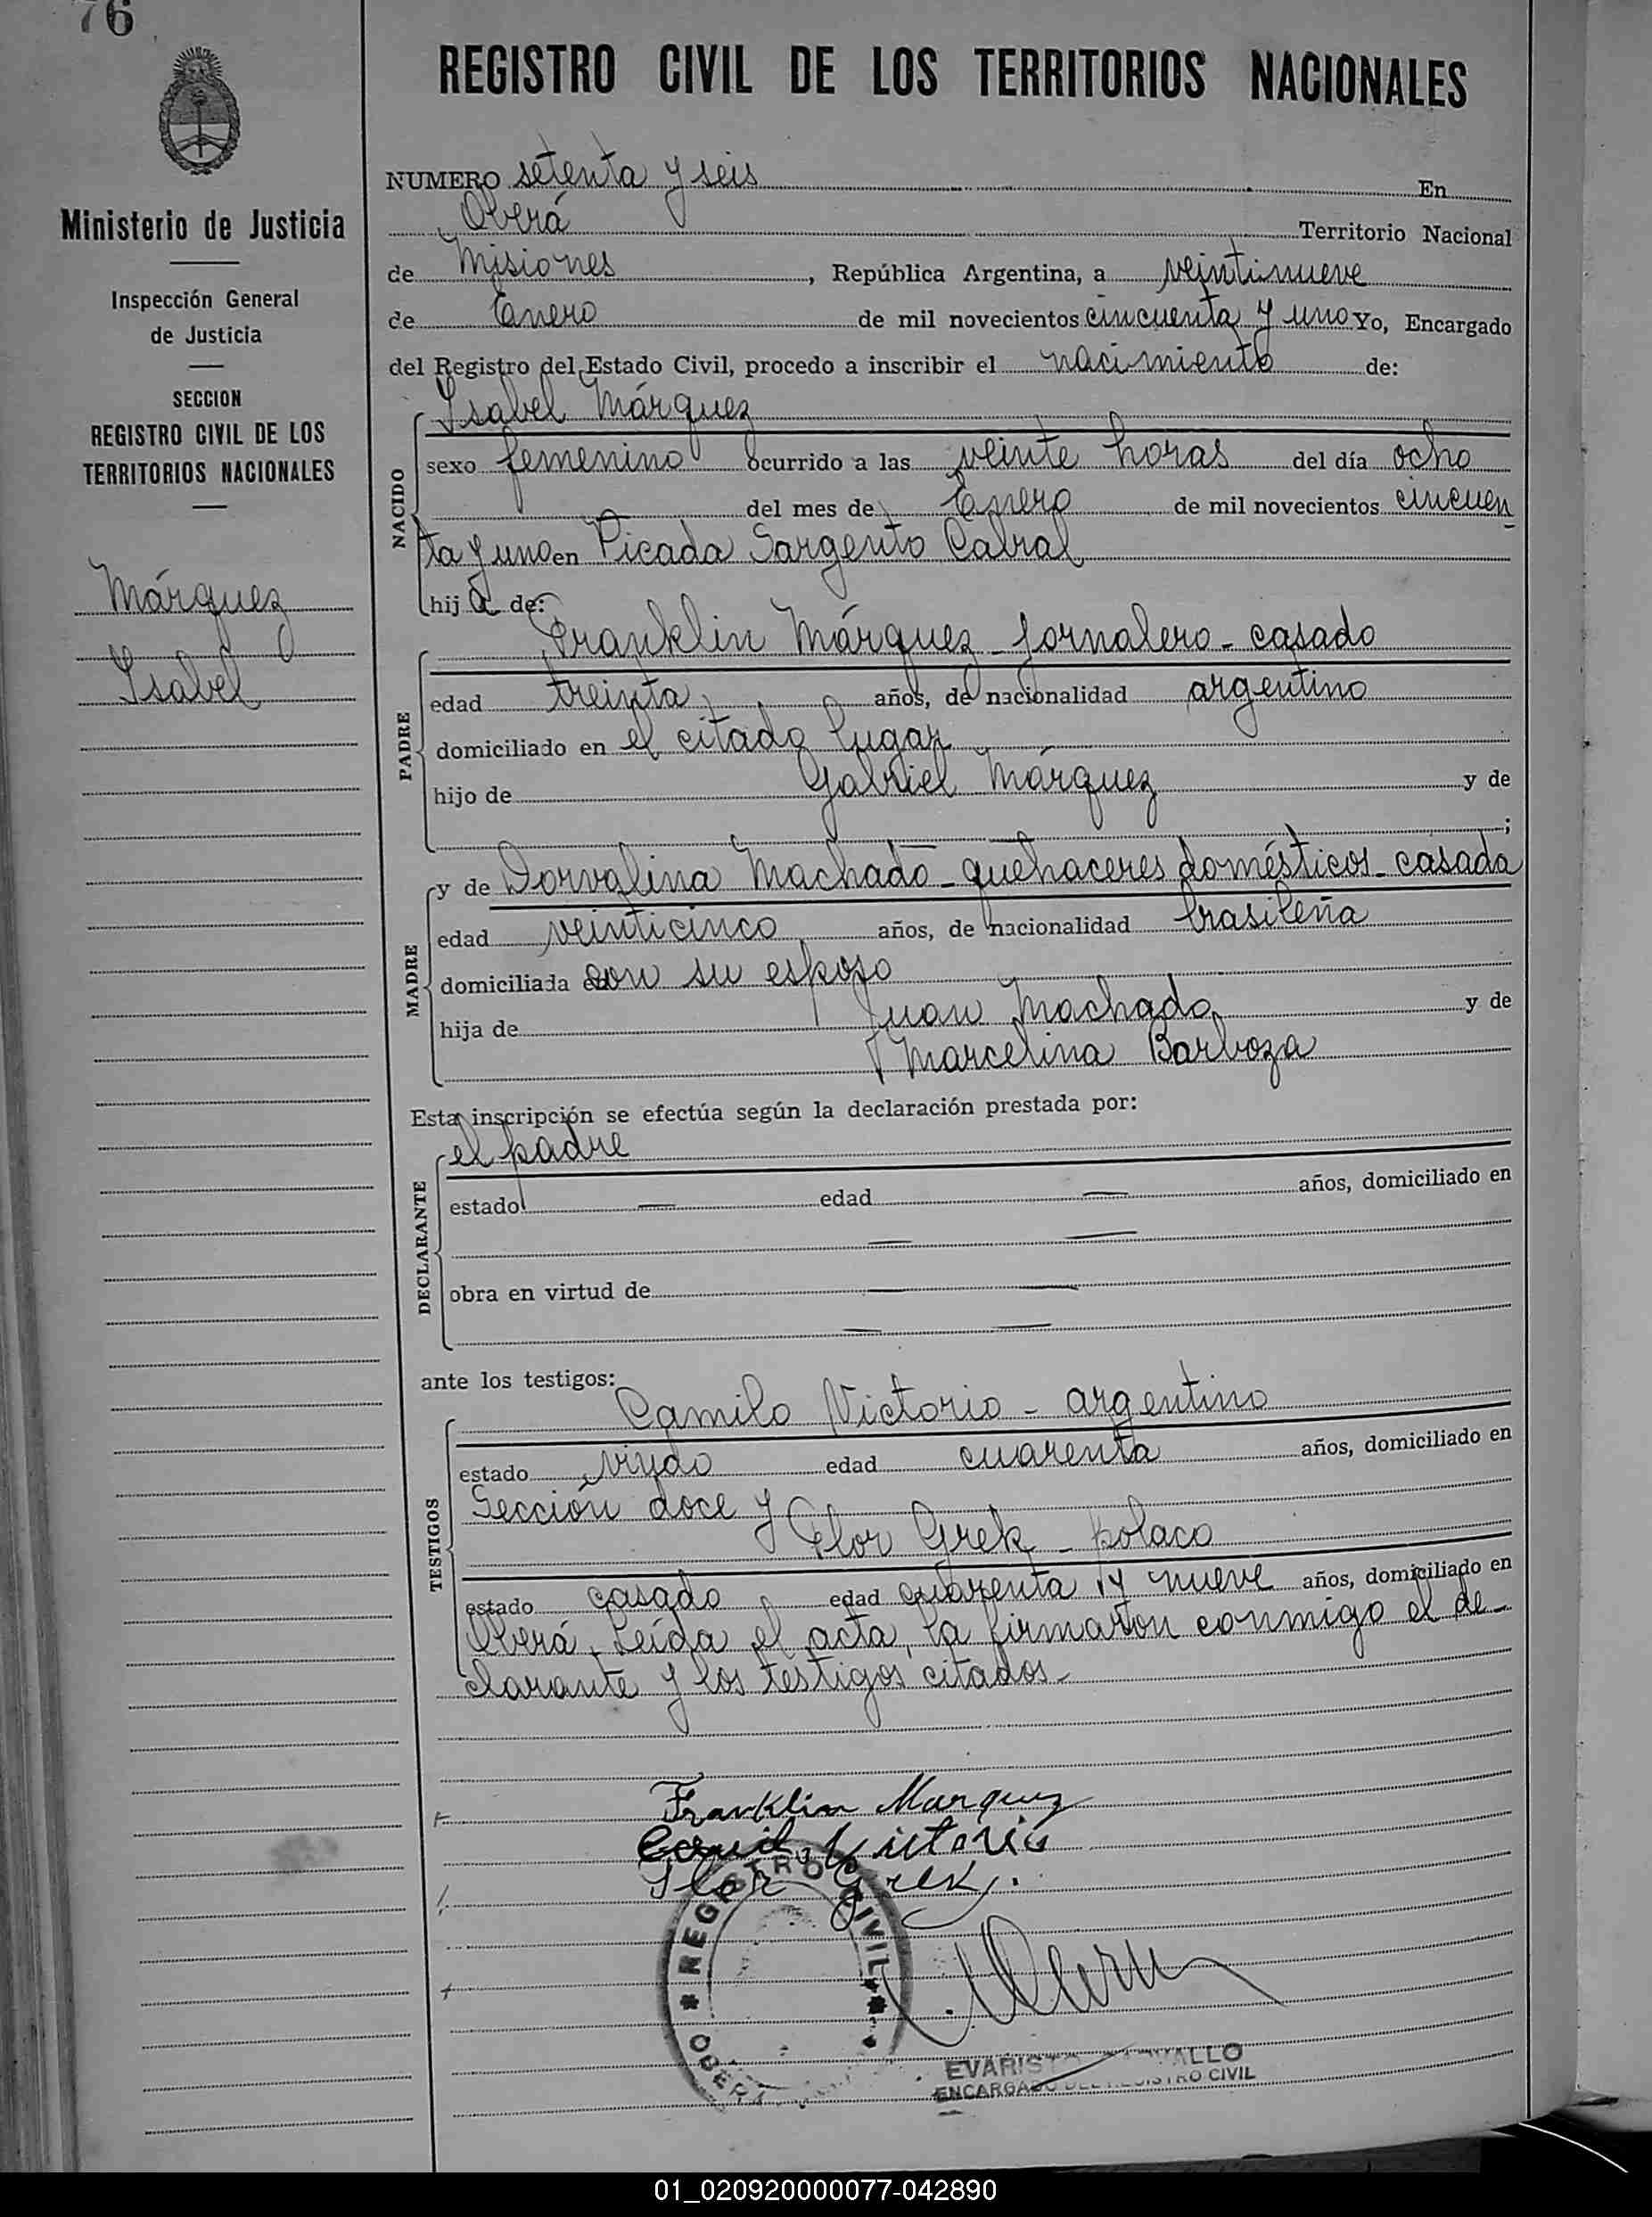 76
REGISTRO CIVIL DE LOS TERRITORIOS NACIONALES
Ministerio de Justicia
Inspección General
de Justicia
SECCION
REGISTRO CIVIL DE LOS
TERRITORIOS NACIONALES
Márquez
Isabel
NUMERO setenta y seis En
Oberá Territorio Nacional
de Misiones, República Argentina, a veintinueve
de Enero de mil novecientos cincuenta y uno Yo, Encargado
del Registro del Estado Civil, procedo a inscribir el nacimiento de:
NACIDO
Isabel Márquez
sexo femenino ocurrido a las veinte horas del día ocho
del mes de Enero de mil novecientos cincuen
ta y uno en Picada Sargento Cabral
hija de:
PADRE
Franklin Márquez - jornalero - casado
edad treinta años, de nacionalidad argentino
domiciliado en el citado lugar
hijo de Gabriel Márquez y de
;
MADRE
y de Dorvalina Machado - quehaceres domésticos - casada
edad veinticinco años, de nacionalidad brasileña
domiciliada con su esposo
hija de Juan Machado y de
Marcelina Barboza
Esta inscripción se efectúa según la declaración prestada por:
DECLARANTE
el padre
estado — edad — años, domiciliado en
— —
obra en virtud de — —
— —
ante los testigos:
TESTIGOS
Camilo Victorio - argentino
estado viudo edad cuarenta años, domiciliado en
Sección doce y
Flor Grek - polaco
estado casado edad cuarenta y nueve años, domiciliado en
Oberá. Leída el acta, la firmaron conmigo el de-
clarante y los testigos citados.-
Franklin Marquez
Camilo Victorio
Flor Grek.
REGISTRO CIVIL
ENCARGADO DEL REGISTRO CIVIL
01_020920000077-042890